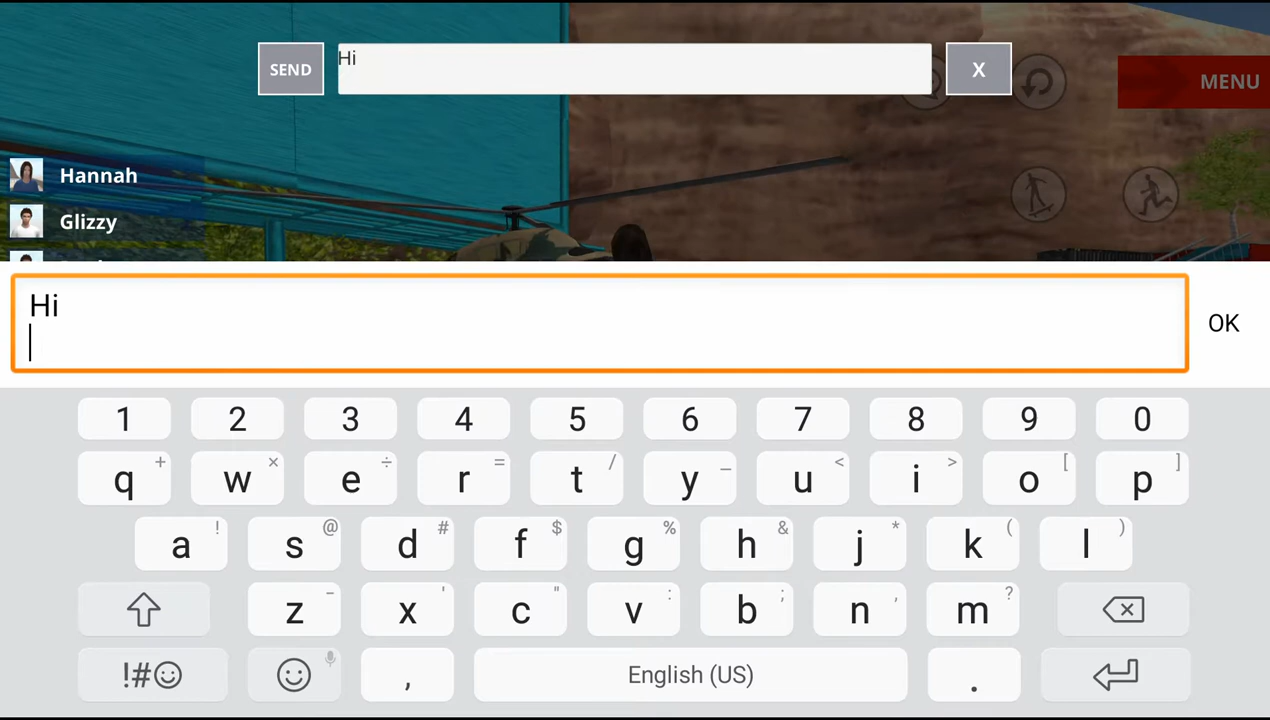 SEND
Hi
X
MENU
Hannah
Glizzy
Hi
OK
1 2 3 4 5 6 7 8 9 0
q + w × e ÷ r = t / y _ u < i > o [ p ]
a ! s @ d # f $ g % h & j * k ( l )
z - x ' c " v : b ; n , m ?
!#☺ , English (US) .